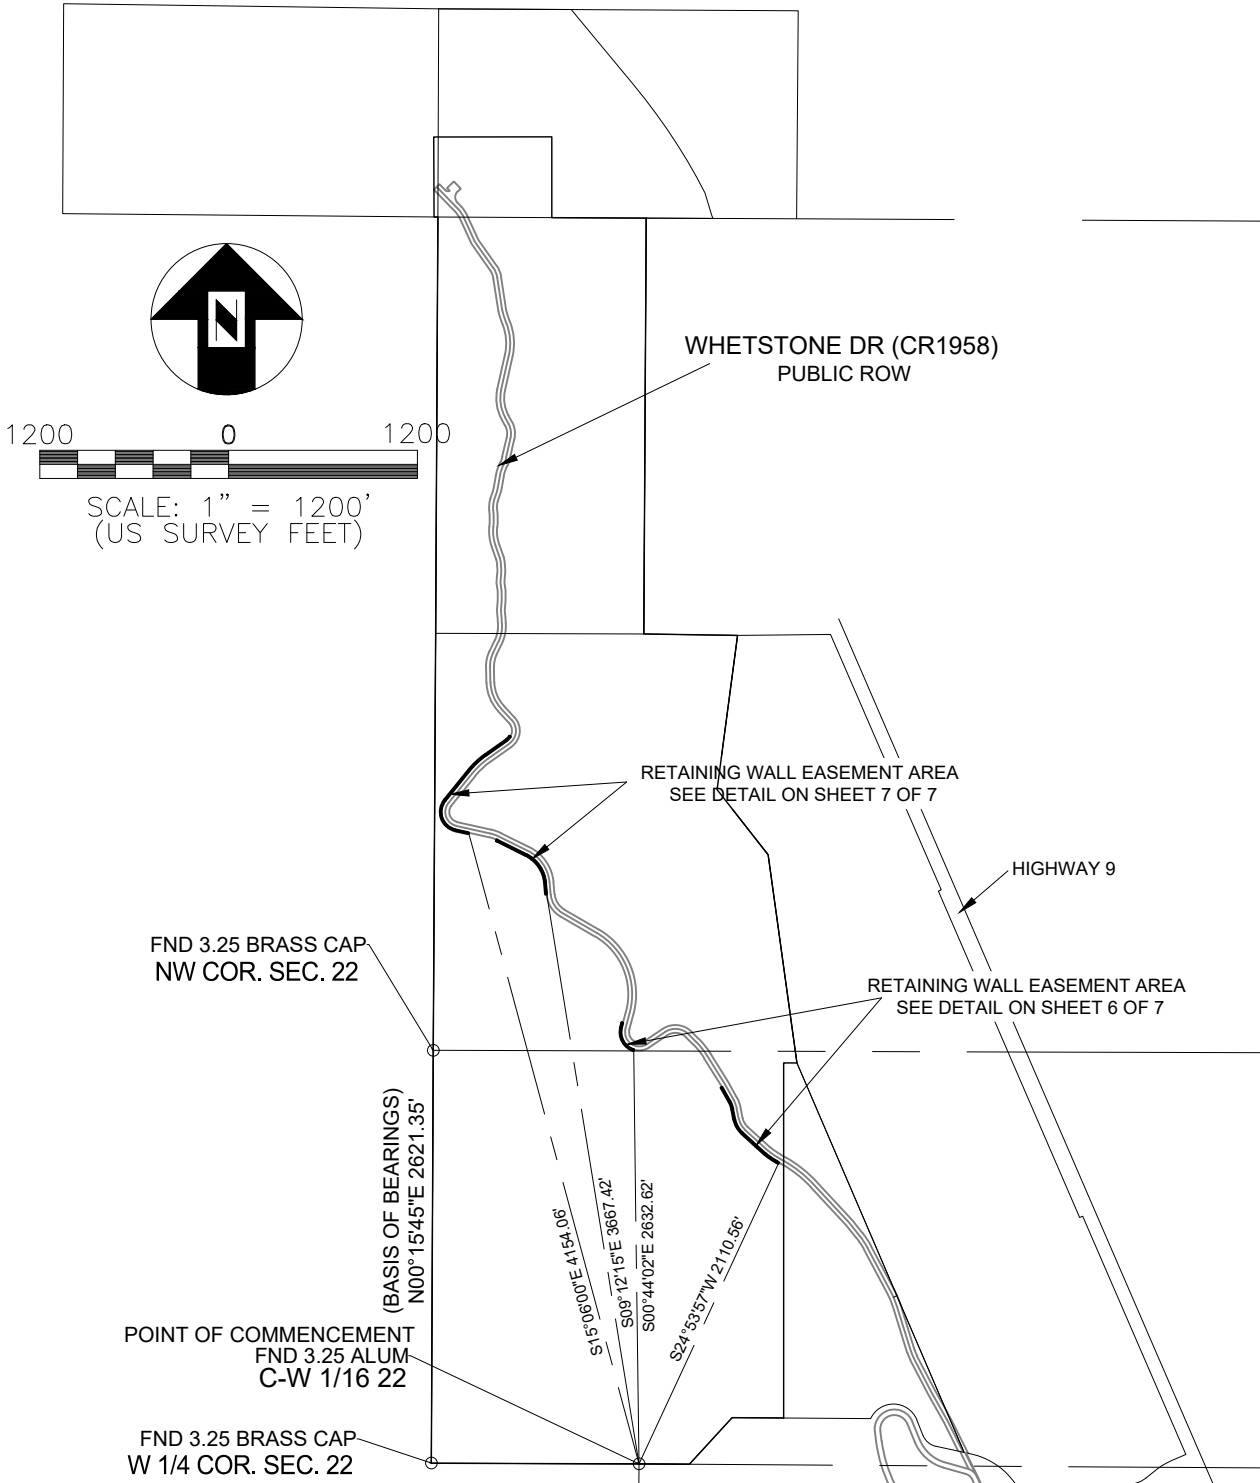 N
WHETSTONE DR (CR1958)
PUBLIC ROW
1200 0 1200
SCALE: 1" = 1200'
(US SURVEY FEET)
RETAINING WALL EASEMENT AREA
SEE DETAIL ON SHEET 7 OF 7
HIGHWAY 9
FND 3.25 BRASS CAP
NW COR. SEC. 22
RETAINING WALL EASEMENT AREA
SEE DETAIL ON SHEET 6 OF 7
(BASIS OF BEARINGS)
N00°15'45"E 2621.35'
S15°06'00"E 4154.06'
S09°12'15"E 3667.42'
S00°44'02"E 2632.62'
S24°53'57"W 2110.56'
POINT OF COMMENCEMENT
FND 3.25 ALUM
C-W 1/16 22
FND 3.25 BRASS CAP
W 1/4 COR. SEC. 22